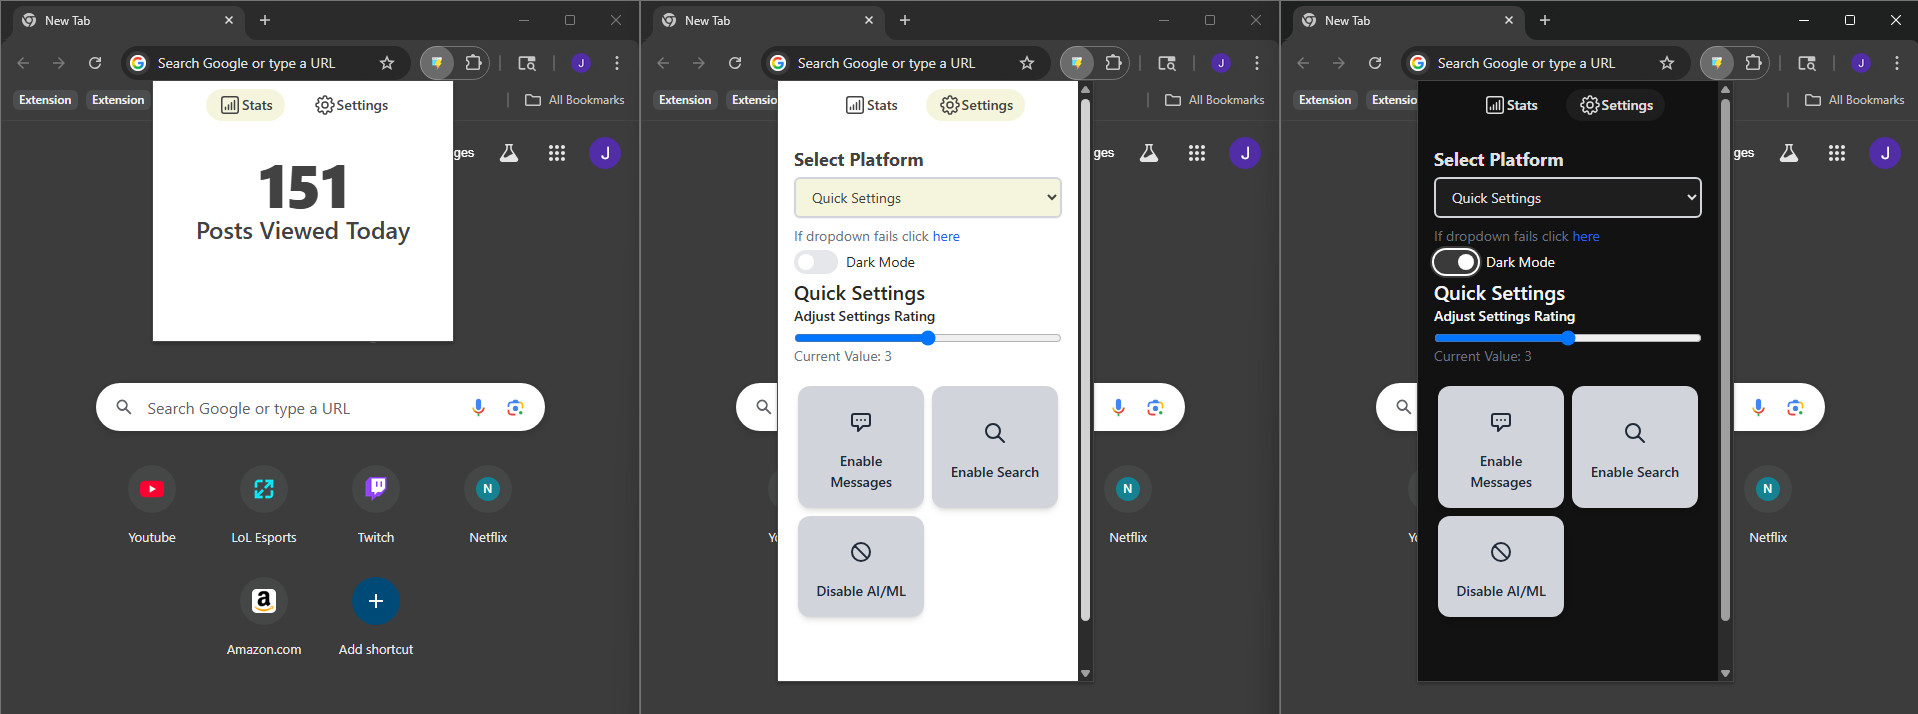 New Tab
Search Google or type a URL
Extension
Extension
All Bookmarks
Stats
Settings
ges
J
151
Posts Viewed Today
Search Google or type a URL
Youtube
LoL Esports
Twitch
N
Netflix
a
Amazon.com
Add shortcut
New Tab
Search Google or type a URL
J
Extension
Extens
All Bookmarks
Stats
Settings
ges
J
Select Platform
Quick Settings
If dropdown fails click here
Dark Mode
Quick Settings
Adjust Settings Rating
Current Value: 3
Enable
Messages
Enable Search
N
Netflix
Disable AI/ML
New Tab
Search Google or type a URL
J
Extension
Extens
All Bookmarks
Stats
Settings
ges
J
Select Platform
Quick Settings
If dropdown fails click here
Dark Mode
Quick Settings
Adjust Settings Rating
Current Value: 3
Enable
Messages
Enable Search
N
Netflix
Disable AI/ML